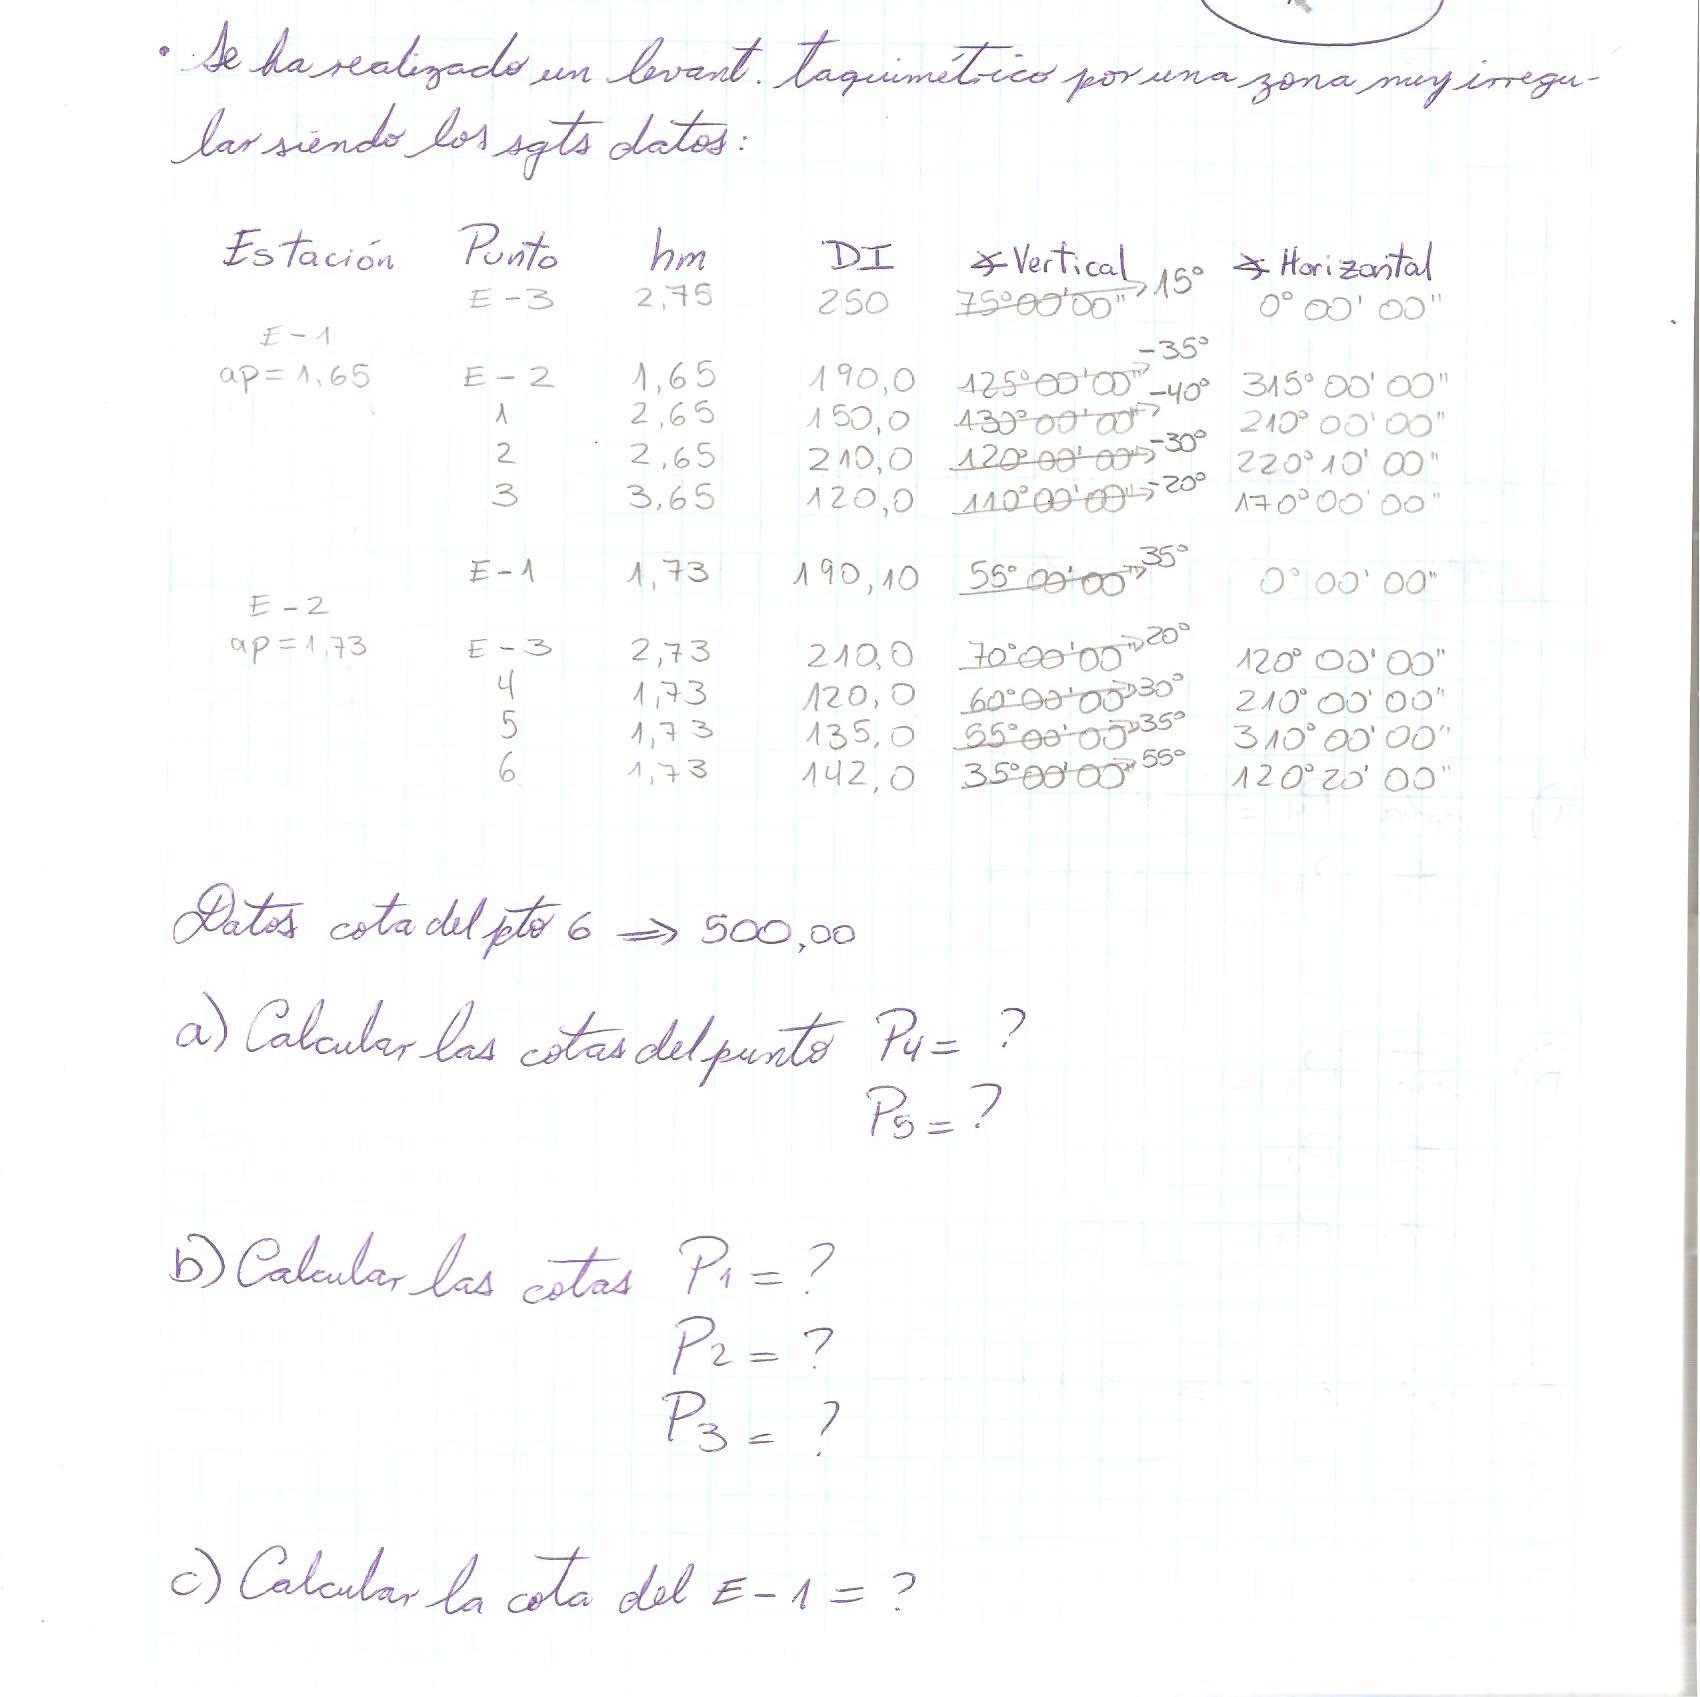 • Se ha realizado un levant. taquimétrico por una zona muy irregu-
lar siendo los sgts datos:
Estación Punto hm DI ∡ Vertical ∡ Horizontal
E-3 2,75 250 75°00'00" → 15° 0° 00' 00"
E-1
ap=1,65 E-2 1,65 190,0 125°00'00" → -35° 315° 00' 00"
1 2,65 150,0 130°00'00" → -40° 210° 00' 00"
2 2,65 210,0 120°00'00" → -30° 220° 10' 00"
3 3,65 120,0 110°00'00" → -20° 170° 00' 00"
E-1 1,73 190,10 55° 00'00" → 35° 0° 00' 00"
E-2
ap=1,73 E-3 2,73 210,0 70°00'00" → 20° 120° 00' 00"
4 1,73 120,0 60°00'00" → 30° 210° 00' 00"
5 1,73 135,0 55°00'00" → 35° 310° 00' 00"
6 1,73 142,0 35°00'00" → 55° 120° 20' 00"
Datos cota del pto 6 ⇒ 500,00
a) Calcular las cotas del punto P4= ?
P5= ?
b) Calcular las cotas P1 = ?
P2 = ?
P3 = ?
c) Calcular la cota del E-1 = ?